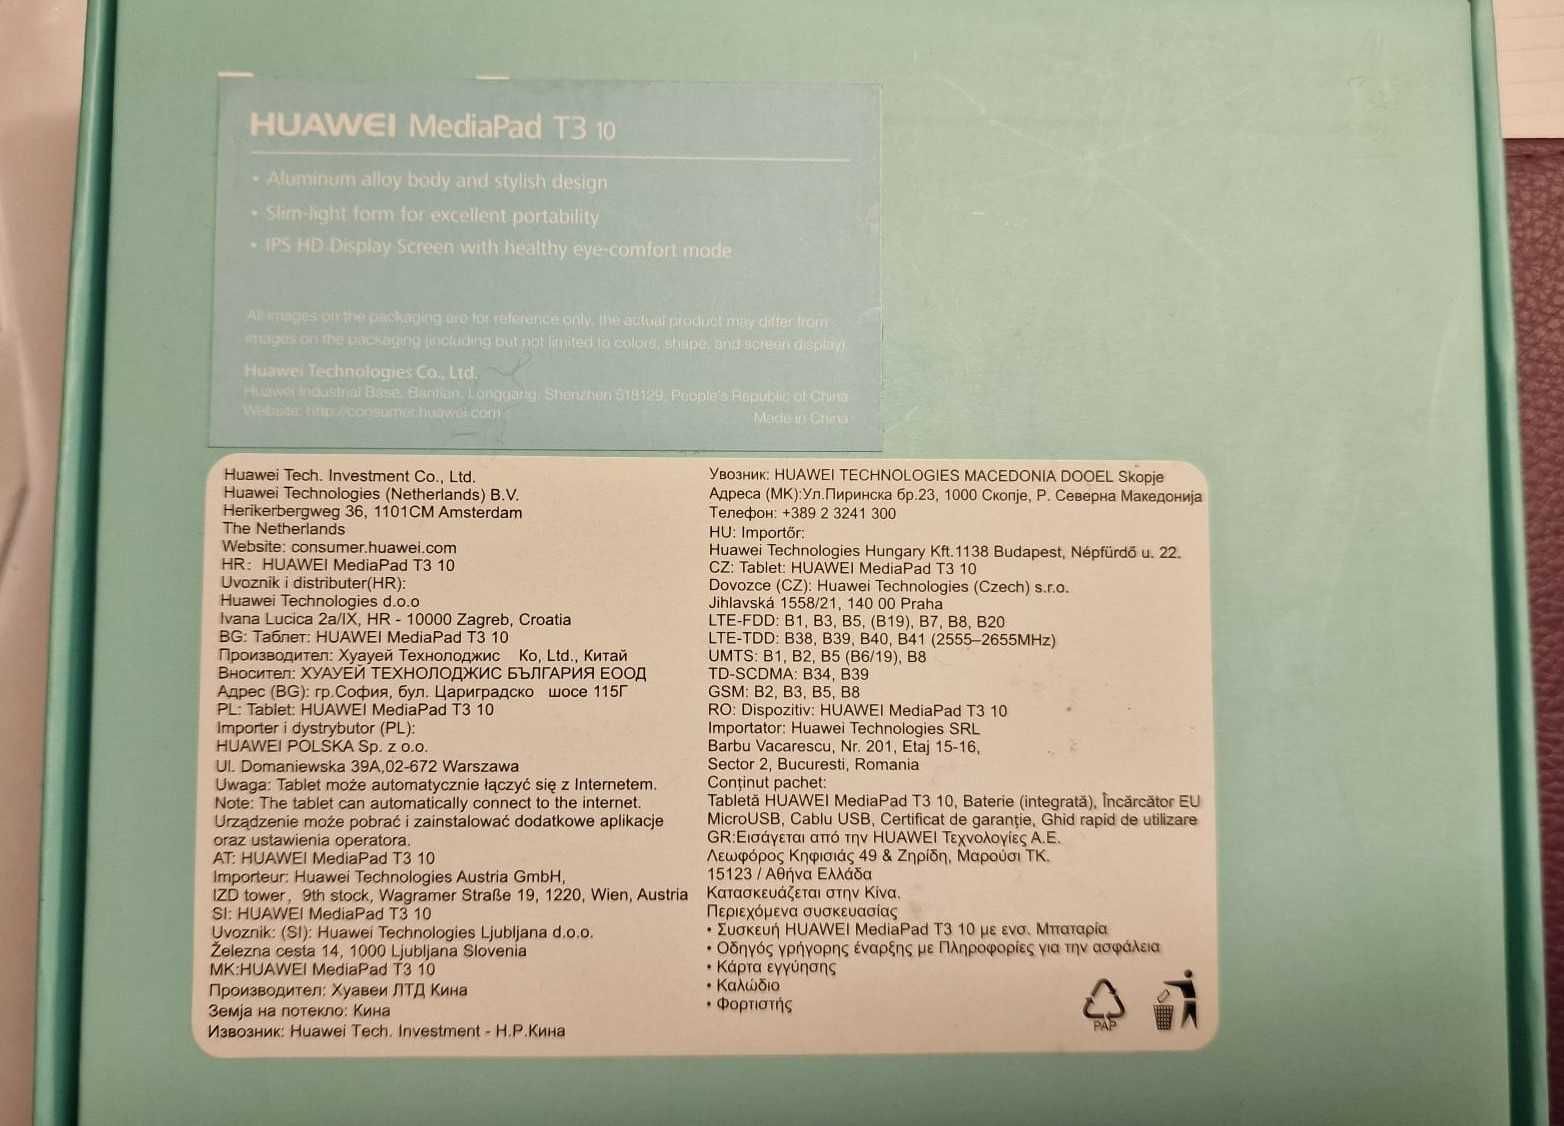 HUAWEI MediaPad T3 10
• Aluminum alloy body and stylish design
• Slim-light form for excellent portability
• IPS HD Display Screen with healthy eye-comfort mode
All images on the packaging are for reference only, the actual product may differ from
images on the packaging (including but not limited to colors, shape, and screen display).
Huawei Technologies Co., Ltd.
Huawei Industrial Base, Bantian, Longgang, Shenzhen 518129, People's Republic of China
Website: http://consumer.huawei.com
Made in China
Huawei Tech. Investment Co., Ltd.
Huawei Technologies (Netherlands) B.V.
Herikerbergweg 36, 1101CM Amsterdam
The Netherlands
Website: consumer.huawei.com
HR: HUAWEI MediaPad T3 10
Uvoznik i distributer(HR):
Huawei Technologies d.o.o
Ivana Lucica 2a/IX, HR - 10000 Zagreb, Croatia
BG: Таблет: HUAWEI MediaPad T3 10
Производител: Хуауей Технолоджис Ko, Ltd., Китай
Вносител: ХУАУЕЙ ТЕХНОЛОДЖИС БЪЛГАРИЯ ЕООД
Адрес (BG): гр.София, бул. Цариградско шосе 115Г
PL: Tablet: HUAWEI MediaPad T3 10
Importer i dystrybutor (PL):
HUAWEI POLSKA Sp. z o.o.
Ul. Domaniewska 39A,02-672 Warszawa
Uwaga: Tablet może automatycznie łączyć się z Internetem.
Note: The tablet can automatically connect to the internet.
Urządzenie może pobrać i zainstalować dodatkowe aplikacje
oraz ustawienia operatora.
AT: HUAWEI MediaPad T3 10
Importeur: Huawei Technologies Austria GmbH,
IZD tower, 9th stock, Wagramer Straße 19, 1220, Wien, Austria
SI: HUAWEI MediaPad T3 10
Uvoznik: (SI): Huawei Technologies Ljubljana d.o.o.
Železna cesta 14, 1000 Ljubljana Slovenia
MK:HUAWEI MediaPad T3 10
Производител: Хуавеи ЛТД Кина
Земја на потекло: Кина
Извозник: Huawei Tech. Investment - Н.Р.Кина
Увозник: HUAWEI TECHNOLOGIES MACEDONIA DOOEL Skopje
Адреса (МК):Ул.Пиринска бр.23, 1000 Скопје, Р. Северна Македонија
Телефон: +389 2 3241 300
HU: Importőr:
Huawei Technologies Hungary Kft.1138 Budapest, Népfürdő u. 22.
CZ: Tablet: HUAWEI MediaPad T3 10
Dovozce (CZ): Huawei Technologies (Czech) s.r.o.
Jihlavská 1558/21, 140 00 Praha
LTE-FDD: B1, B3, B5, (B19), B7, B8, B20
LTE-TDD: B38, B39, B40, B41 (2555–2655MHz)
UMTS: B1, B2, B5 (B6/19), B8
TD-SCDMA: B34, B39
GSM: B2, B3, B5, B8
RO: Dispozitiv: HUAWEI MediaPad T3 10
Importator: Huawei Technologies SRL
Barbu Vacarescu, Nr. 201, Etaj 15-16,
Sector 2, Bucuresti, Romania
Conținut pachet:
Tabletă HUAWEI MediaPad T3 10, Baterie (integrată), Încărcător EU
MicroUSB, Cablu USB, Certificat de garanție, Ghid rapid de utilizare
GR:Εισάγεται από την HUAWEI Τεχνολογίες Α.Ε.
Λεωφόρος Κηφισιάς 49 & Ζηρίδη, Μαρούσι ΤΚ.
15123 / Αθήνα Ελλάδα
Κατασκευάζεται στην Κίνα.
Περιεχόμενα συσκευασίας
• Συσκευή HUAWEI MediaPad T3 10 με ενσ. Μπαταρία
• Οδηγός γρήγορης έναρξης με Πληροφορίες για την ασφάλεια
• Κάρτα εγγύησης
• Καλώδιο
• Φορτιστής
PAP